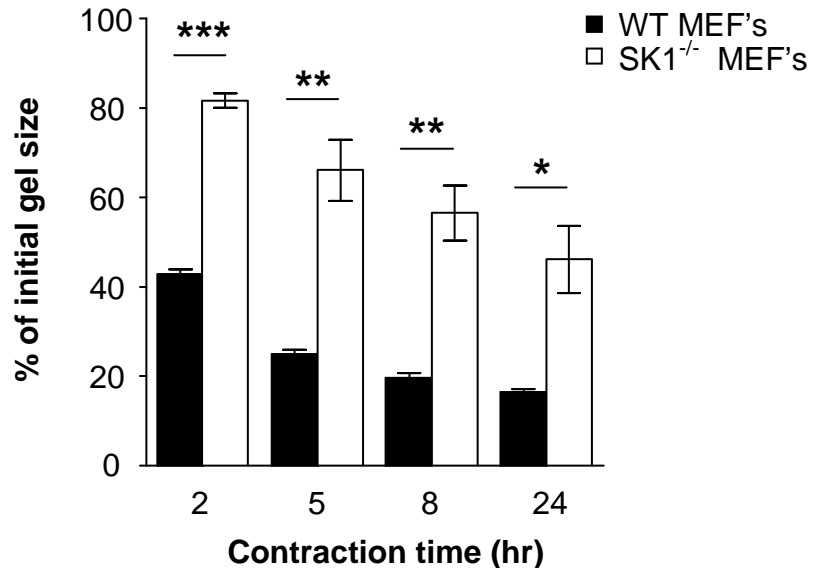 WT MEF's
SK1-/- MEF's
% of initial gel size
100
80
60
40
20
0
***
**
**
*
2 5 8 24
Contraction time (hr)